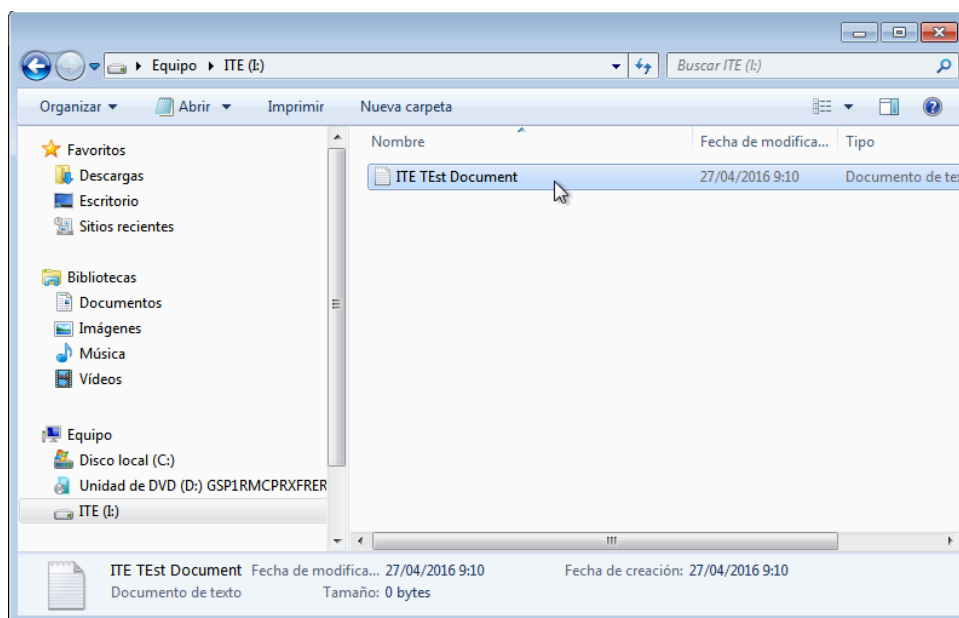 Equipo ▸ ITE (I:)
Buscar ITE (I:)
Organizar Abrir Imprimir Nueva carpeta
Nombre Fecha de modifica... Tipo
ITE TEst Document 27/04/2016 9:10 Documento de tex
Favoritos
Descargas
Escritorio
Sitios recientes
Bibliotecas
Documentos
Imágenes
Música
Vídeos
Equipo
Disco local (C:)
Unidad de DVD (D:) GSP1RMCPRXFRER
ITE (I:)
ITE TEst Document Fecha de modifica... 27/04/2016 9:10 Fecha de creación: 27/04/2016 9:10
Documento de texto Tamaño: 0 bytes